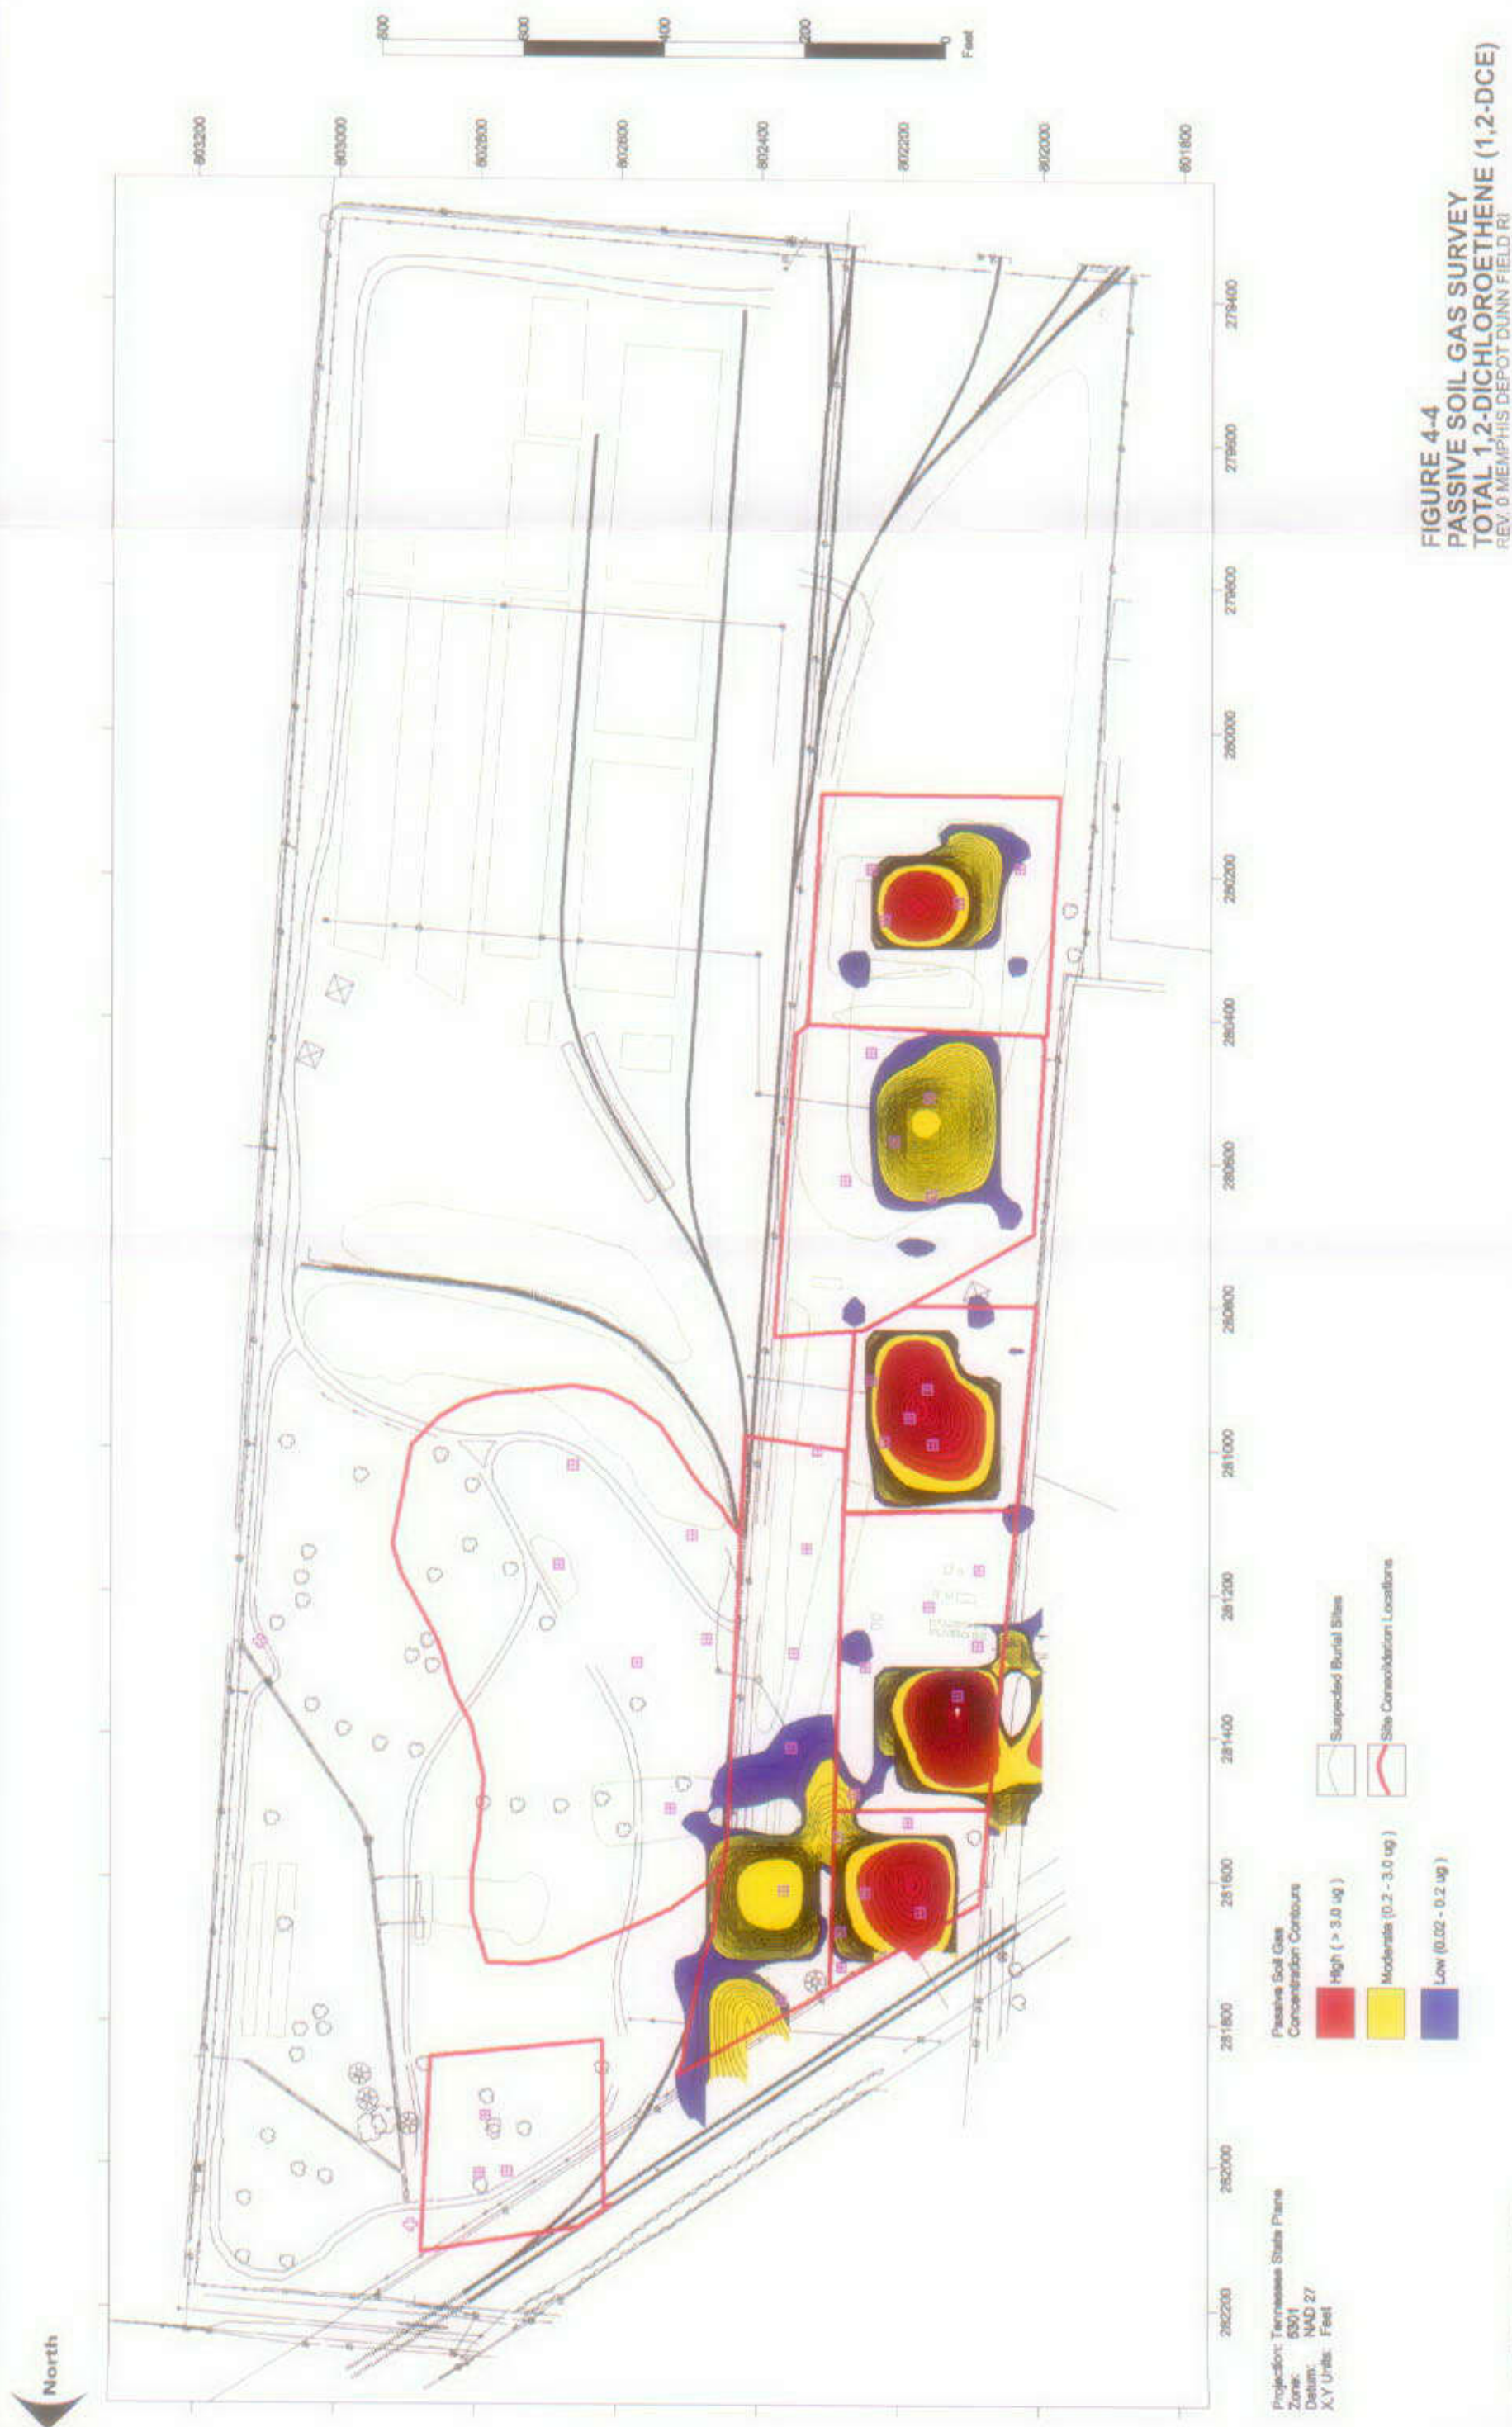 North
803200
803000
802800
802600
802400
802200
802000
801800
800
600
400
200
0
Feet
279400
279600
279800
280000
280200
280400
280600
280800
281000
281200
281400
281600
281800
282000
282200
Projection: Tennessee State Plane
Zone: 5301
Datum: NAD 27
X,Y Units: Feet
Passive Soil Gas
Concentration Contours
High ( > 3.0 ug )
Moderate (0.2 - 3.0 ug )
Low (0.02 - 0.2 ug )
Suspected Burial Sites
Site Consolidation Locations
FIGURE 4-4
PASSIVE SOIL GAS SURVEY
TOTAL 1,2-DICHLOROETHENE (1,2-DCE)
REV. 0 MEMPHIS DEPOT DUNN FIELD RI